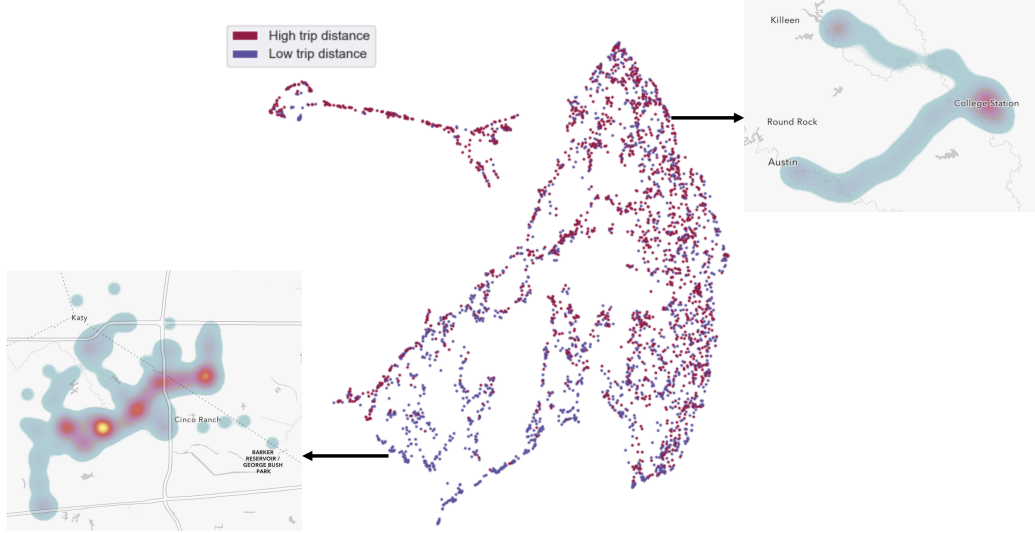 High trip distance
Low trip distance
Killeen
College Station
Round Rock
Austin
Katy
Cinco Ranch
BARKER
RESERVOIR /
GEORGE BUSH
PARK